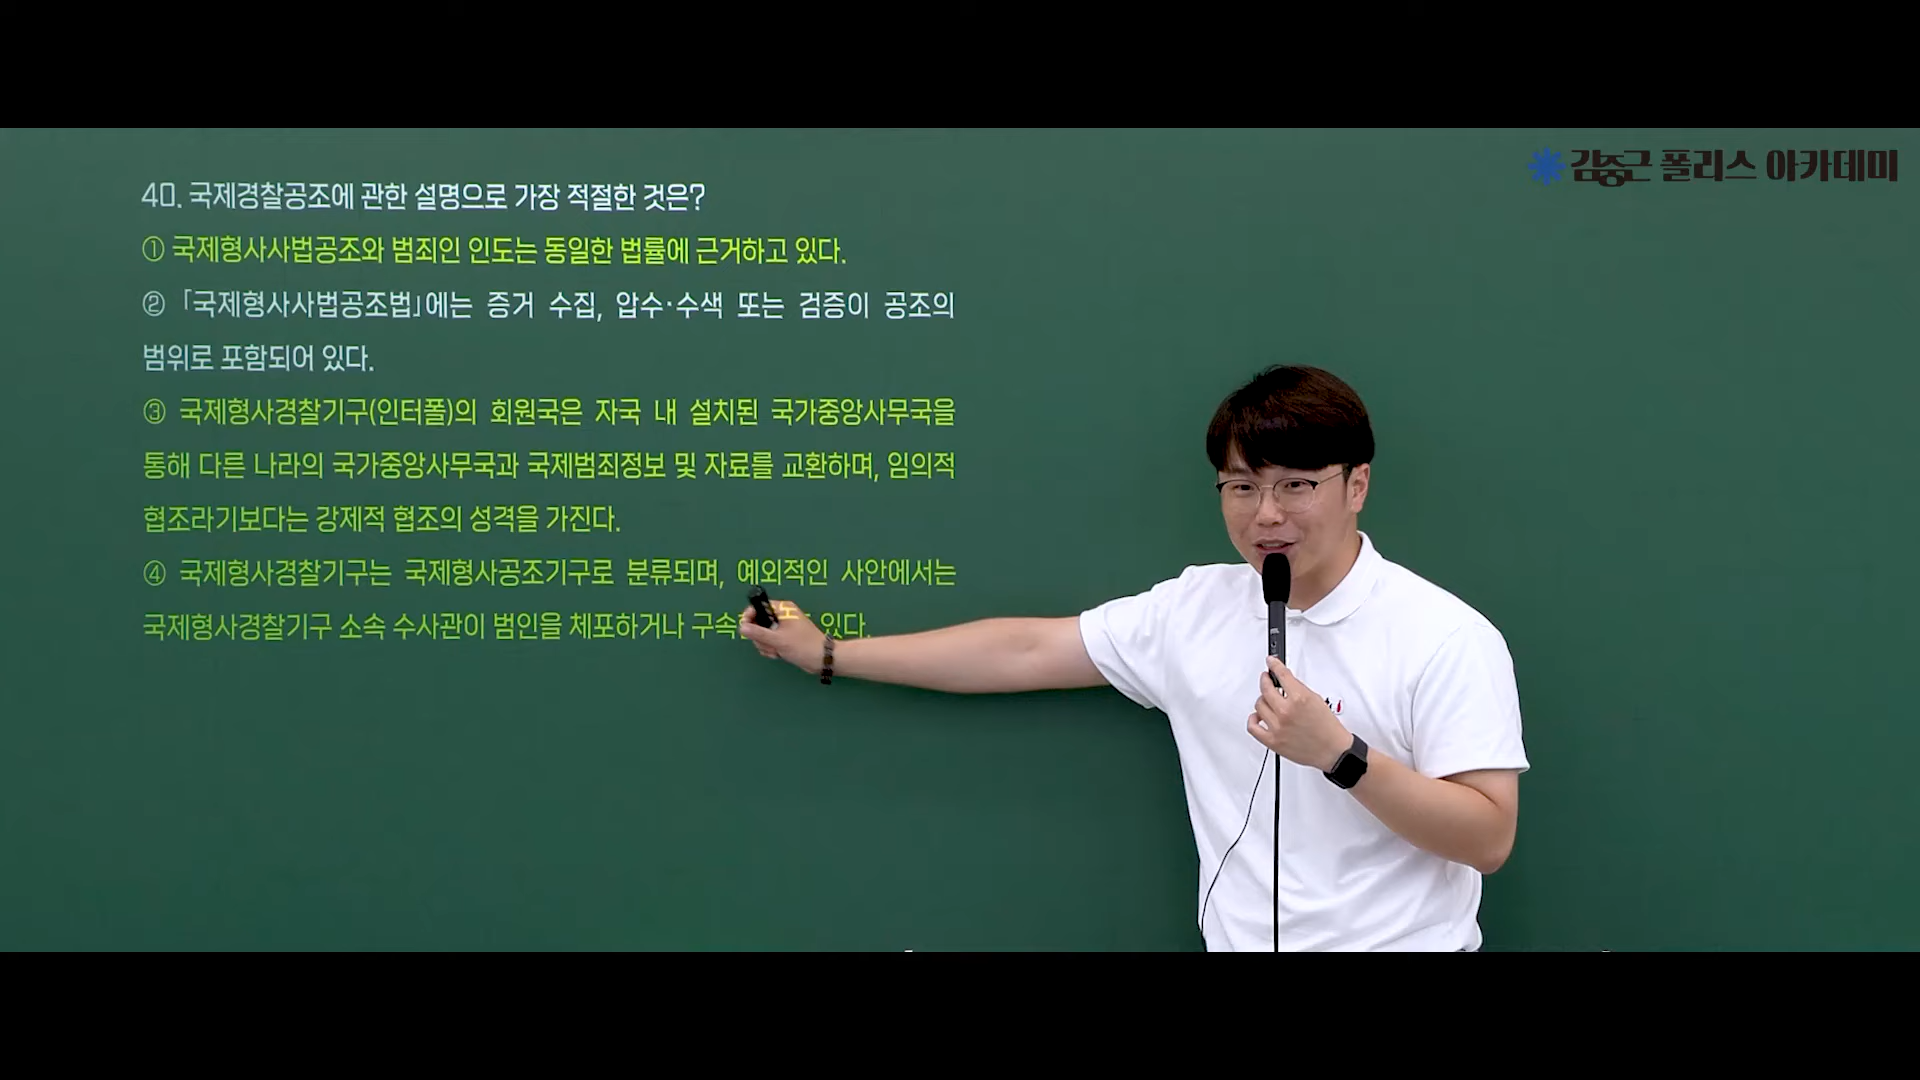 김중근 폴리스 아카데미
40. 국제경찰공조에 관한 설명으로 가장 적절한 것은?
① 국제형사사법공조와 범죄인 인도는 동일한 법률에 근거하고 있다.
② 「국제형사사법공조법」에는 증거 수집, 압수·수색 또는 검증이 공조의
범위로 포함되어 있다.
③ 국제형사경찰기구(인터폴)의 회원국은 자국 내 설치된 국가중앙사무국을
통해 다른 나라의 국가중앙사무국과 국제범죄정보 및 자료를 교환하며, 임의적
협조라기보다는 강제적 협조의 성격을 가진다.
④ 국제형사경찰기구는 국제형사공조기구로 분류되며, 예외적인 사안에서는
국제형사경찰기구 소속 수사관이 범인을 체포하거나 있다.